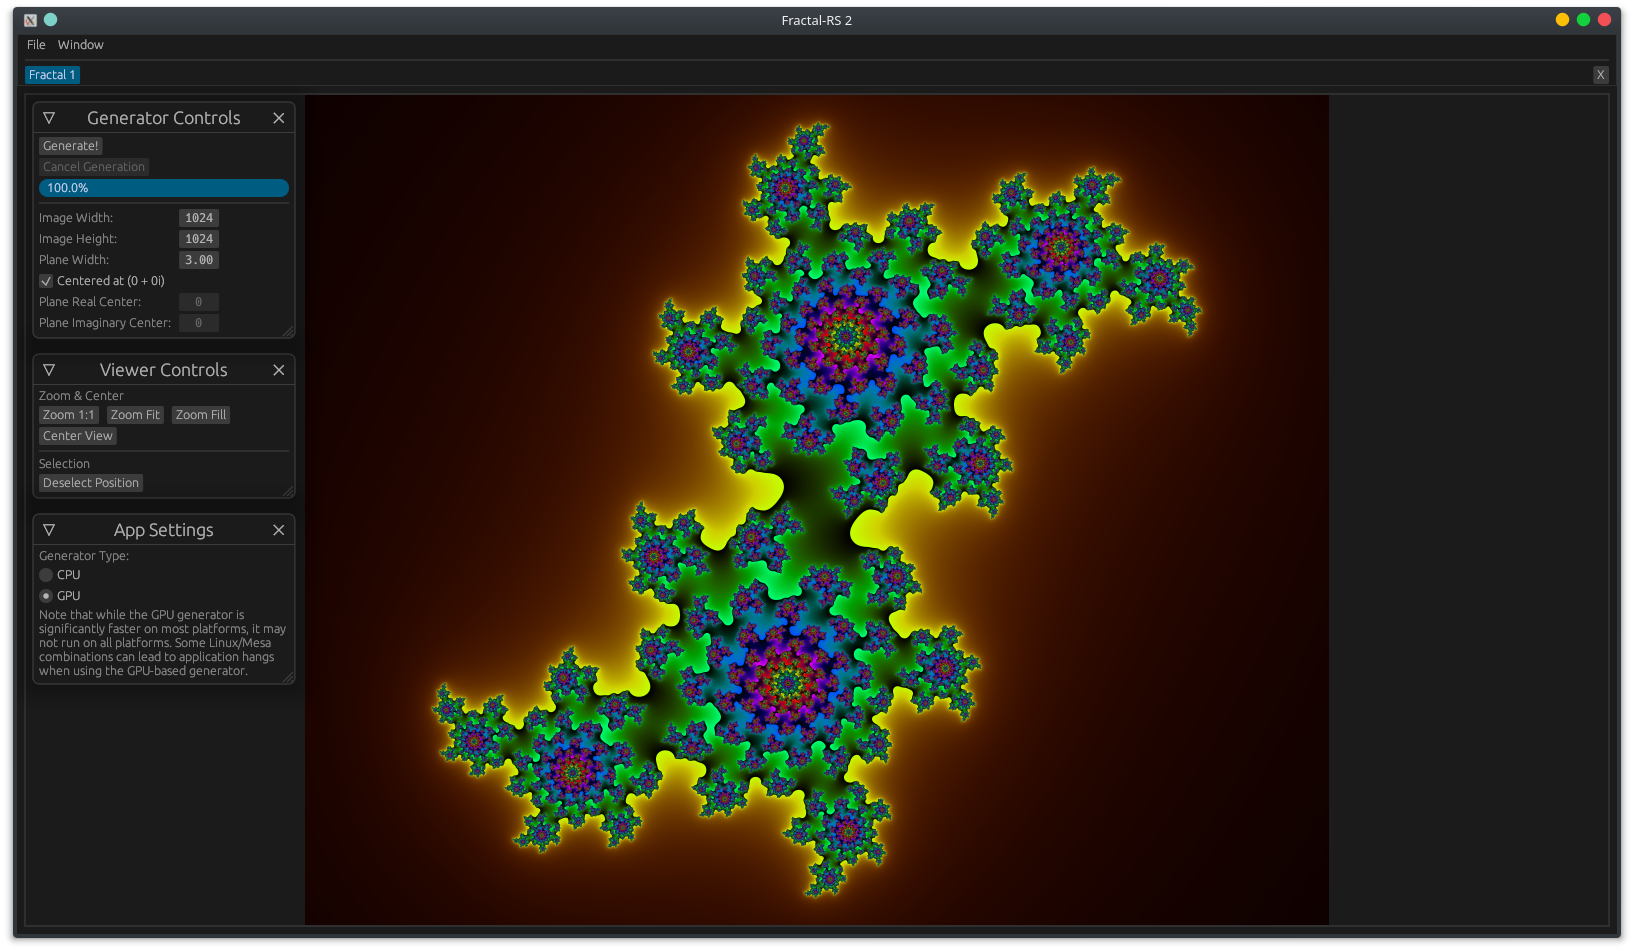 Fractal-RS 2
File Window
Fractal 1 X
Generator Controls
Generate!
Cancel Generation
100.0%
Image Width: 1024
Image Height: 1024
Plane Width: 3.00
Centered at (0 + 0i)
Plane Real Center: 0
Plane Imaginary Center: 0
Viewer Controls
Zoom & Center
Zoom 1:1 Zoom Fit Zoom Fill
Center View
Selection
Deselect Position
App Settings
Generator Type:
CPU
GPU
Note that while the GPU generator is
significantly faster on most platforms, it may
not run on all platforms. Some Linux/Mesa
combinations can lead to application hangs
when using the GPU-based generator.